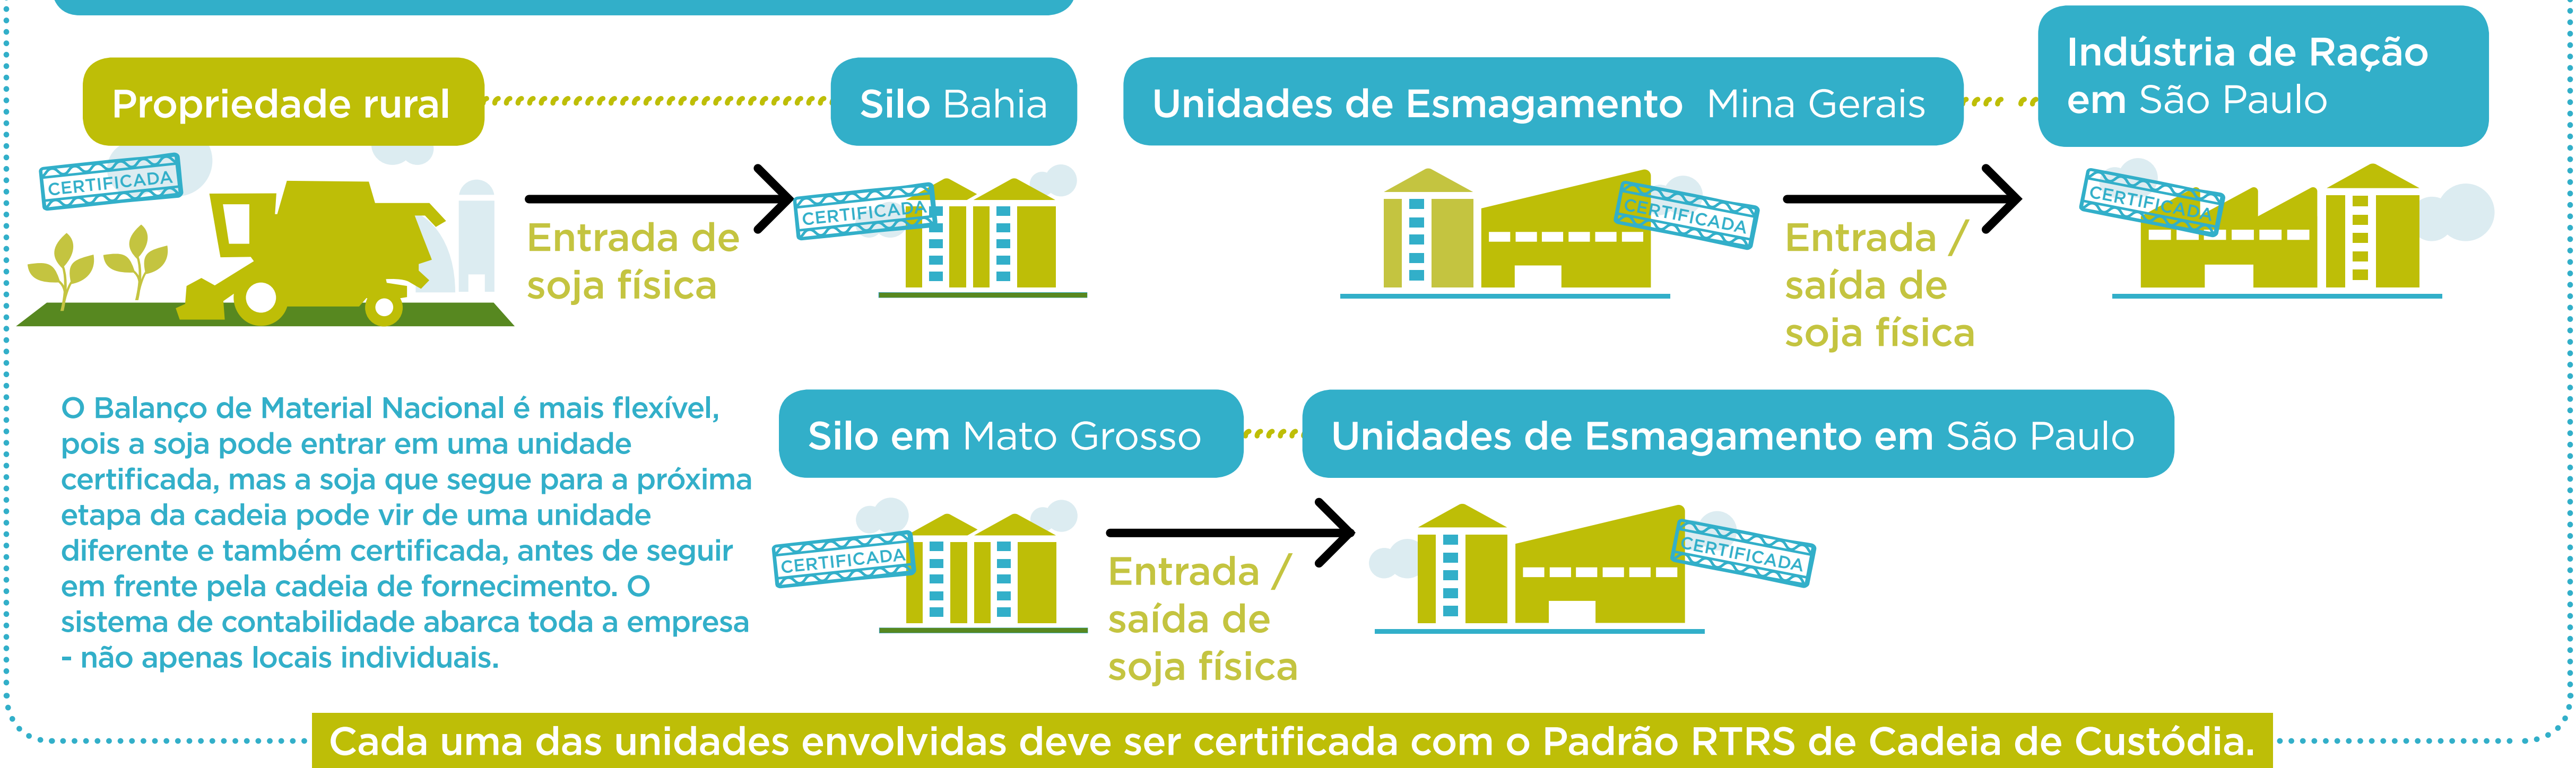 Propriedade rural
Silo Bahia
Unidades de Esmagamento Mina Gerais
Indústria de Ração
em São Paulo
CERTIFICADA
Entrada de
soja física
CERTIFICADA
CERTIFICADA
Entrada /
saída de
soja física
CERTIFICADA
O Balanço de Material Nacional é mais flexível,
pois a soja pode entrar em uma unidade
certificada, mas a soja que segue para a próxima
etapa da cadeia pode vir de uma unidade
diferente e também certificada, antes de seguir
em frente pela cadeia de fornecimento. O
sistema de contabilidade abarca toda a empresa
- não apenas locais individuais.
Silo em Mato Grosso
Unidades de Esmagamento em São Paulo
CERTIFICADA
Entrada /
saída de
soja física
CERTIFICADA
Cada uma das unidades envolvidas deve ser certificada com o Padrão RTRS de Cadeia de Custódia.